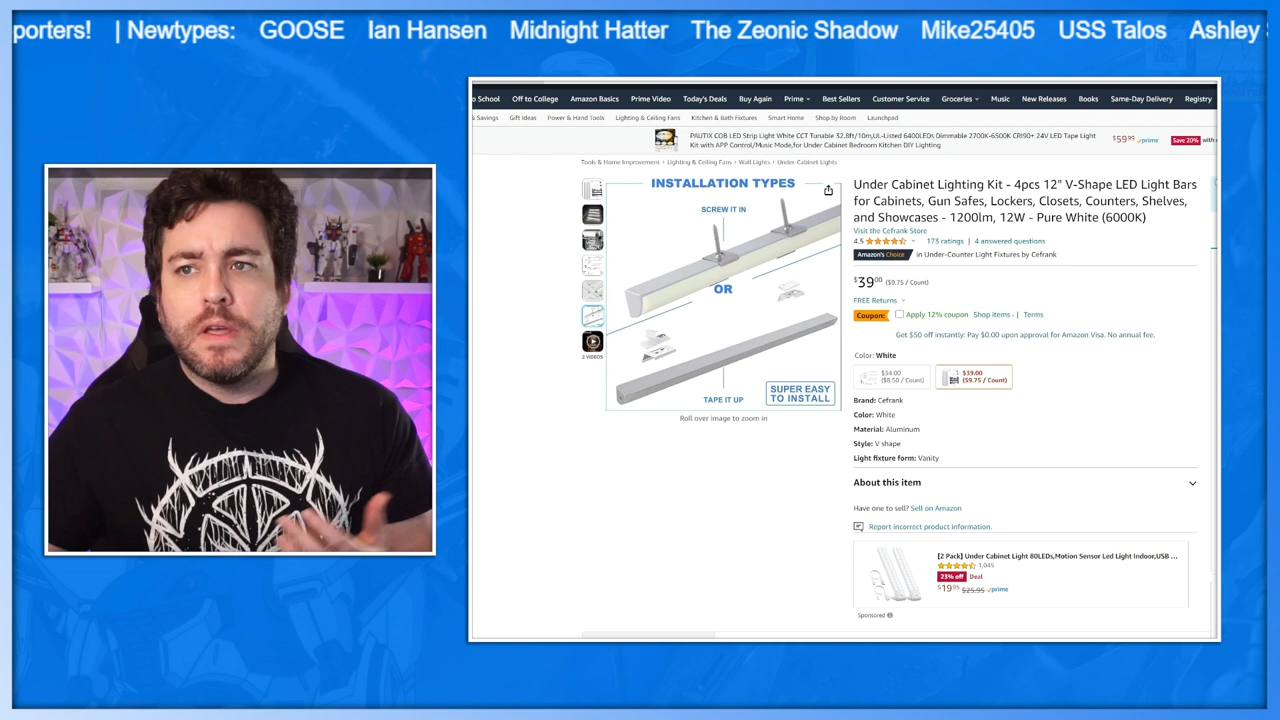 porters! | Newtypes: GOOSE Ian Hansen Midnight Hatter The Zeonic Shadow Mike25405 USS Talos Ashley
o School Off to College Amazon Basics Prime Video Today's Deals Buy Again Prime Best Sellers Customer Service Groceries Music New Releases Books Same-Day Delivery Registry
& Savings Gift Ideas Power & Hand Tools Lighting & Ceiling Fans Kitchen & Bath Fixtures Smart Home Shop by Room Launchpad
PAUTIX COB LED Strip Light White CCT Tunable 32.8ft/10m,UL-Listed 6400LEDs Dimmable 2700K-6500K CRI90+ 24V LED Tape Light
Kit with APP Control/Music Mode,for Under Cabinet Bedroom Kitchen DIY Lighting
$59.99 prime
Save 20% with
Tools & Home Improvement › Lighting & Ceiling Fans › Wall Lights › Under-Cabinet Lights
INSTALLATION TYPES
SCREW IT IN
OR
TAPE IT UP
SUPER EASY
TO INSTALL
2 VIDEOS
Roll over image to zoom in
Under Cabinet Lighting Kit - 4pcs 12" V-Shape LED Light Bars
for Cabinets, Gun Safes, Lockers, Closets, Counters, Shelves,
and Showcases - 1200lm, 12W - Pure White (6000K)
Visit the Cefrank Store
4.5 173 ratings | 4 answered questions
Amazon's Choice in Under-Counter Light Fixtures by Cefrank
$39.00 ($9.75 / Count)
FREE Returns
Coupon: Apply 12% coupon Shop items › | Terms
Get $50 off instantly: Pay $0.00 upon approval for Amazon Visa. No annual fee.
Color: White
$34.00
($8.50 / Count)
$39.00
($9.75 / Count)
Brand: Cefrank
Color: White
Material: Aluminum
Style: V shape
Light fixture form: Vanity
About this item
Have one to sell? Sell on Amazon
Report incorrect product information.
[2 Pack] Under Cabinet Light 80LEDs,Motion Sensor Led Light Indoor,USB ...
1,045
23% off Deal
$19.95 $25.95 prime
Sponsored